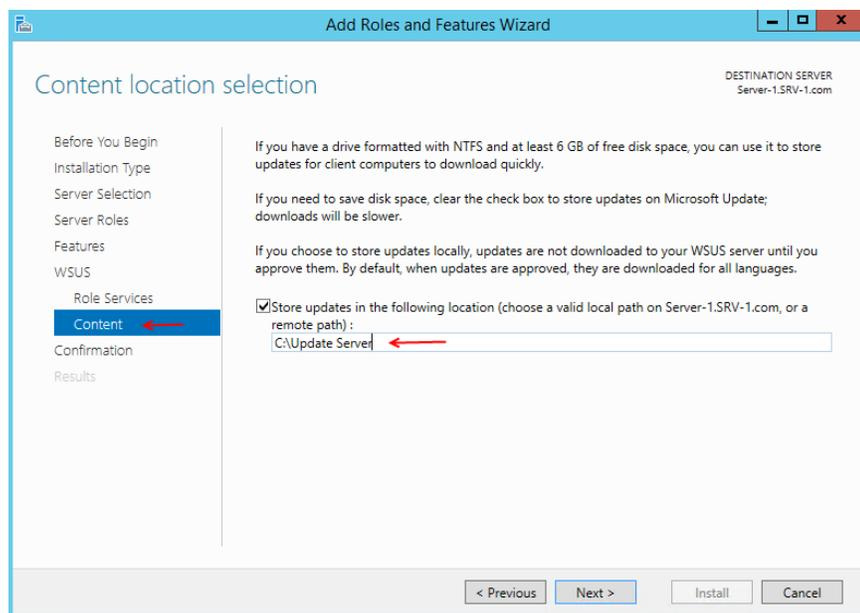 Add Roles and Features Wizard
Content location selection
DESTINATION SERVER
Server-1.SRV-1.com
Before You Begin
Installation Type
Server Selection
Server Roles
Features
WSUS
Role Services
Content
Confirmation
Results
If you have a drive formatted with NTFS and at least 6 GB of free disk space, you can use it to store
updates for client computers to download quickly.
If you need to save disk space, clear the check box to store updates on Microsoft Update;
downloads will be slower.
If you choose to store updates locally, updates are not downloaded to your WSUS server until you
approve them. By default, when updates are approved, they are downloaded for all languages.
Store updates in the following location (choose a valid local path on Server-1.SRV-1.com, or a
remote path) :
C:\Update Server
< Previous
Next >
Install
Cancel